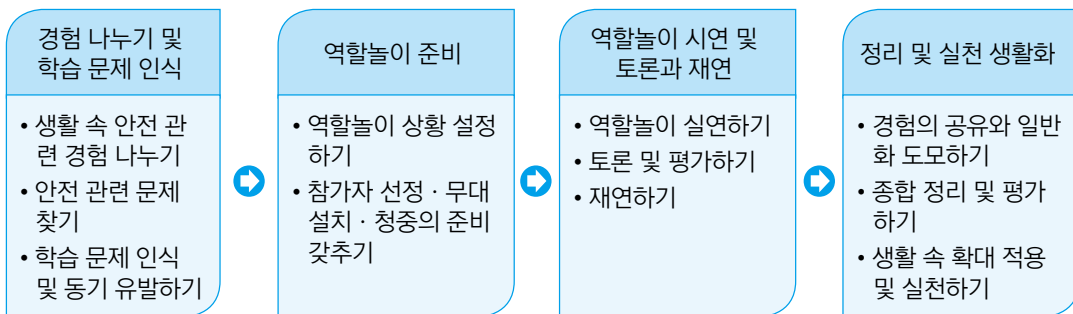 경험 나누기 및
학습 문제 인식
• 생활 속 안전 관
련 경험 나누기
• 안전 관련 문제
찾기
• 학습 문제 인식
및 동기 유발하기
역할놀이 준비
• 역할놀이 상황 설정
하기
• 참가자 선정 · 무대
설치 · 청중의 준비
갖추기
역할놀이 시연 및
토론과 재연
• 역할놀이 실연하기
• 토론 및 평가하기
• 재연하기
정리 및 실천 생활화
• 경험의 공유와 일반
화 도모하기
• 종합 정리 및 평가
하기
• 생활 속 확대 적용
및 실천하기